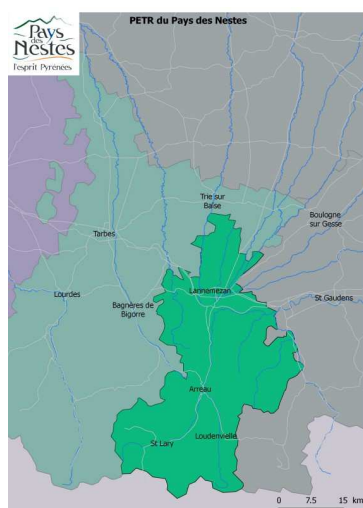 PETR du Pays des Nestes
Pays
des
Nestes
l'esprit Pyrénées
Trie sur
Baïse
Boulogne
sur Gesse
Tarbes
Lannemezan
Lourdes
Bagnères de
Bigorre
St Gaudens
Arreau
St Lary
Loudenvielle
0 7.5 15 km